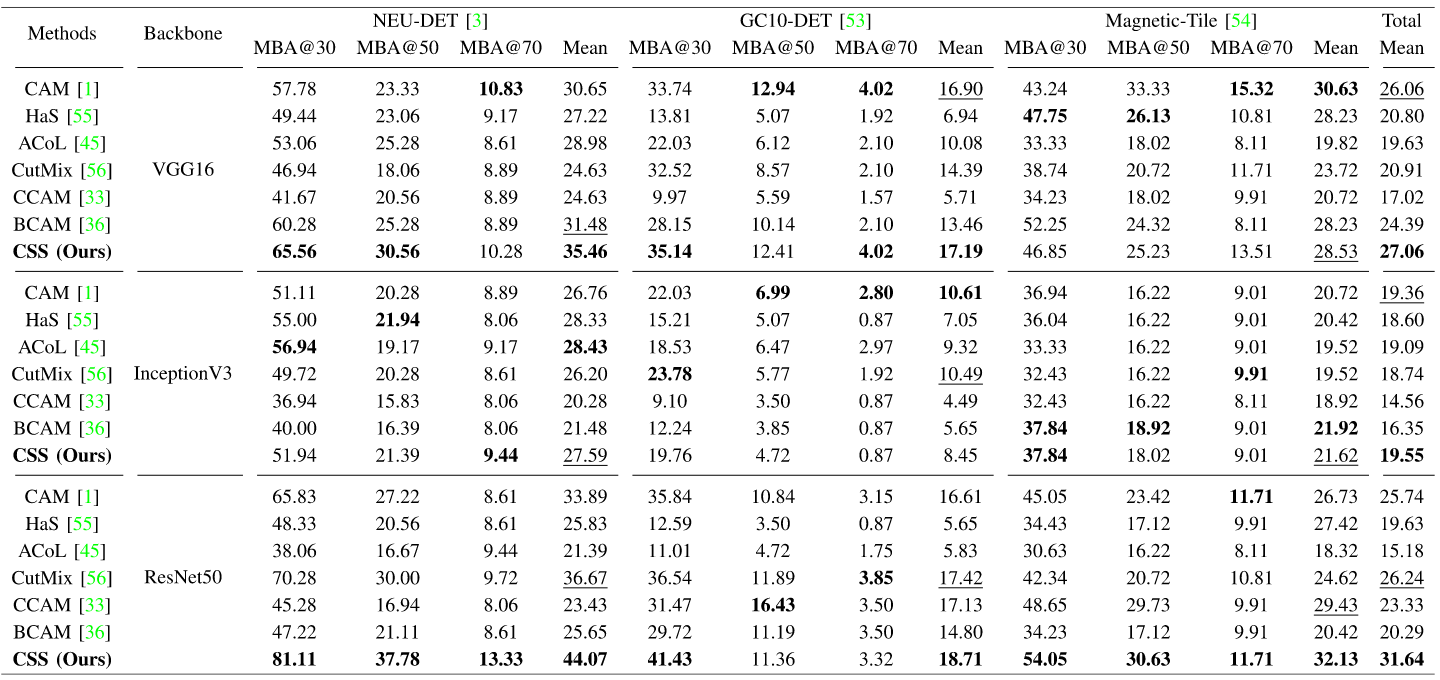 Methods Backbone NEU-DET [3] GC10-DET [53] Magnetic-Tile [54] Total
MBA@30 MBA@50 MBA@70 Mean MBA@30 MBA@50 MBA@70 Mean MBA@30 MBA@50 MBA@70 Mean Mean
CAM [1] 57.78 23.33 10.83 30.65 33.74 12.94 4.02 16.90 43.24 33.33 15.32 30.63 26.06
HaS [55] 49.44 23.06 9.17 27.22 13.81 5.07 1.92 6.94 47.75 26.13 10.81 28.23 20.80
ACoL [45] 53.06 25.28 8.61 28.98 22.03 6.12 2.10 10.08 33.33 18.02 8.11 19.82 19.63
CutMix [56] VGG16 46.94 18.06 8.89 24.63 32.52 8.57 2.10 14.39 38.74 20.72 11.71 23.72 20.91
CCAM [33] 41.67 20.56 8.89 24.63 9.97 5.59 1.57 5.71 34.23 18.02 9.91 20.72 17.02
BCAM [36] 60.28 25.28 8.89 31.48 28.15 10.14 2.10 13.46 52.25 24.32 8.11 28.23 24.39
CSS (Ours) 65.56 30.56 10.28 35.46 35.14 12.41 4.02 17.19 46.85 25.23 13.51 28.53 27.06
CAM [1] 51.11 20.28 8.89 26.76 22.03 6.99 2.80 10.61 36.94 16.22 9.01 20.72 19.36
HaS [55] 55.00 21.94 8.06 28.33 15.21 5.07 0.87 7.05 36.04 16.22 9.01 20.42 18.60
ACoL [45] 56.94 19.17 9.17 28.43 18.53 6.47 2.97 9.32 33.33 16.22 9.01 19.52 19.09
CutMix [56] InceptionV3 49.72 20.28 8.61 26.20 23.78 5.77 1.92 10.49 32.43 16.22 9.91 19.52 18.74
CCAM [33] 36.94 15.83 8.06 20.28 9.10 3.50 0.87 4.49 32.43 16.22 8.11 18.92 14.56
BCAM [36] 40.00 16.39 8.06 21.48 12.24 3.85 0.87 5.65 37.84 18.92 9.01 21.92 16.35
CSS (Ours) 51.94 21.39 9.44 27.59 19.76 4.72 0.87 8.45 37.84 18.02 9.01 21.62 19.55
CAM [1] 65.83 27.22 8.61 33.89 35.84 10.84 3.15 16.61 45.05 23.42 11.71 26.73 25.74
HaS [55] 48.33 20.56 8.61 25.83 12.59 3.50 0.87 5.65 34.43 17.12 9.91 27.42 19.63
ACoL [45] 38.06 16.67 9.44 21.39 11.01 4.72 1.75 5.83 30.63 16.22 8.11 18.32 15.18
CutMix [56] ResNet50 70.28 30.00 9.72 36.67 36.54 11.89 3.85 17.42 42.34 20.72 10.81 24.62 26.24
CCAM [33] 45.28 16.94 8.06 23.43 31.47 16.43 3.50 17.13 48.65 29.73 9.91 29.43 23.33
BCAM [36] 47.22 21.11 8.61 25.65 29.72 11.19 3.50 14.80 34.23 17.12 9.91 20.42 20.29
CSS (Ours) 81.11 37.78 13.33 44.07 41.43 11.36 3.32 18.71 54.05 30.63 11.71 32.13 31.64